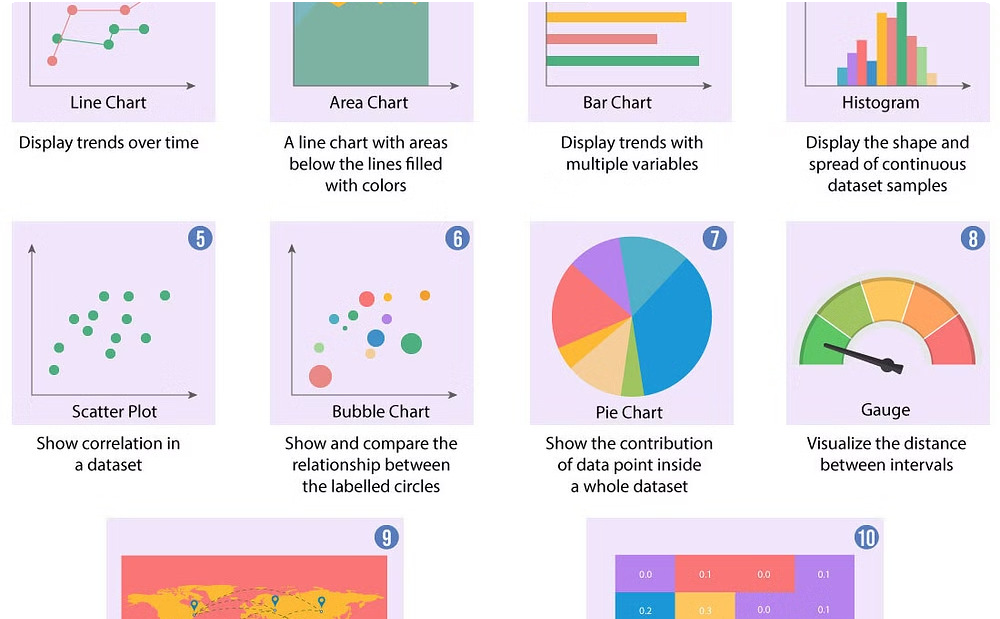 Line Chart
Area Chart
Bar Chart
Histogram
Display trends over time
A line chart with areas
below the lines filled
with colors
Display trends with
multiple variables
Display the shape and
spread of continuous
dataset samples
5
6
7
8
Scatter Plot
Bubble Chart
Pie Chart
Gauge
Show correlation in
a dataset
Show and compare the
relationship between
the labelled circles
Show the contribution
of data point inside
a whole dataset
Visualize the distance
between intervals
9
10
0.0 0.1 0.0 0.1
0.2 0.3 0.0 0.1